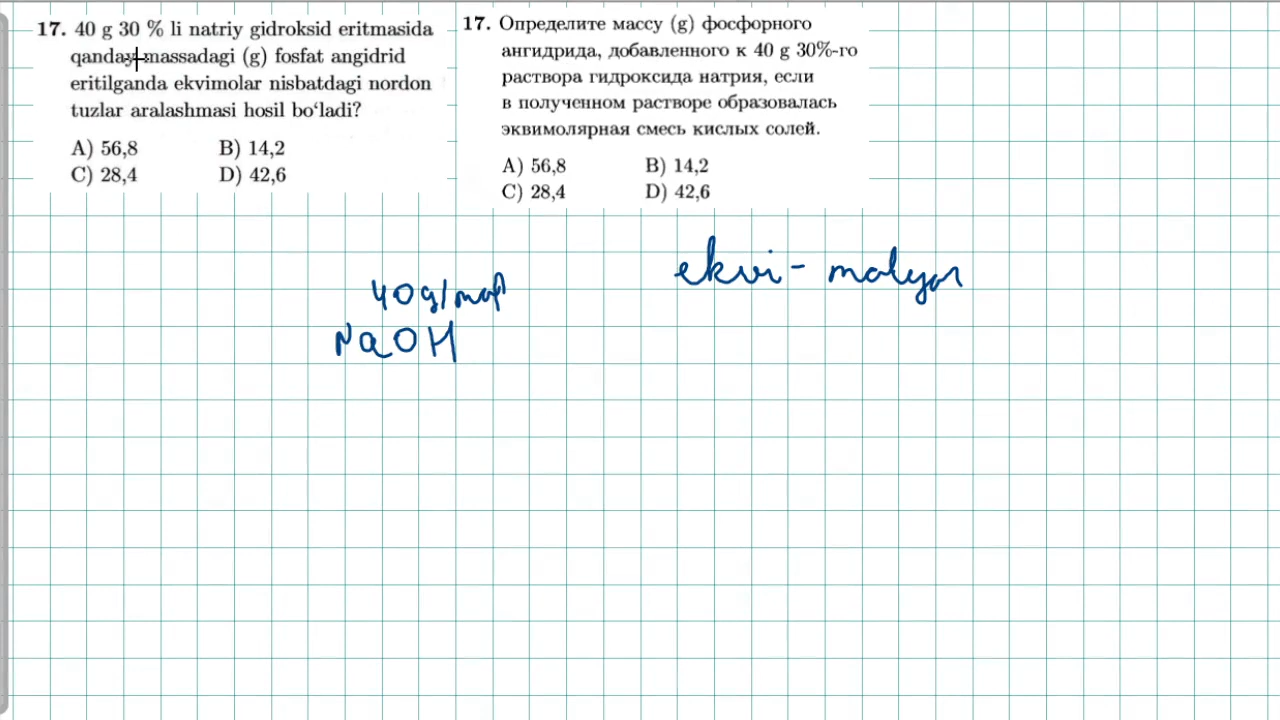 17. 40 g 30 % li natriy gidroksid eritmasida
qanday massadagi (g) fosfat angidrid
eritilganda ekvimolar nisbatdagi nordon
tuzlar aralashmasi hosil bo‘ladi?
A) 56,8 B) 14,2
C) 28,4 D) 42,6
17. Определите массу (g) фосфорного
ангидрида, добавленного к 40 g 30%-го
раствора гидроксида натрия, если
в полученном растворе образовалась
эквимолярная смесь кислых солей.
A) 56,8 B) 14,2
C) 28,4 D) 42,6
ekvi - molyar
40 g/mol
NaOH